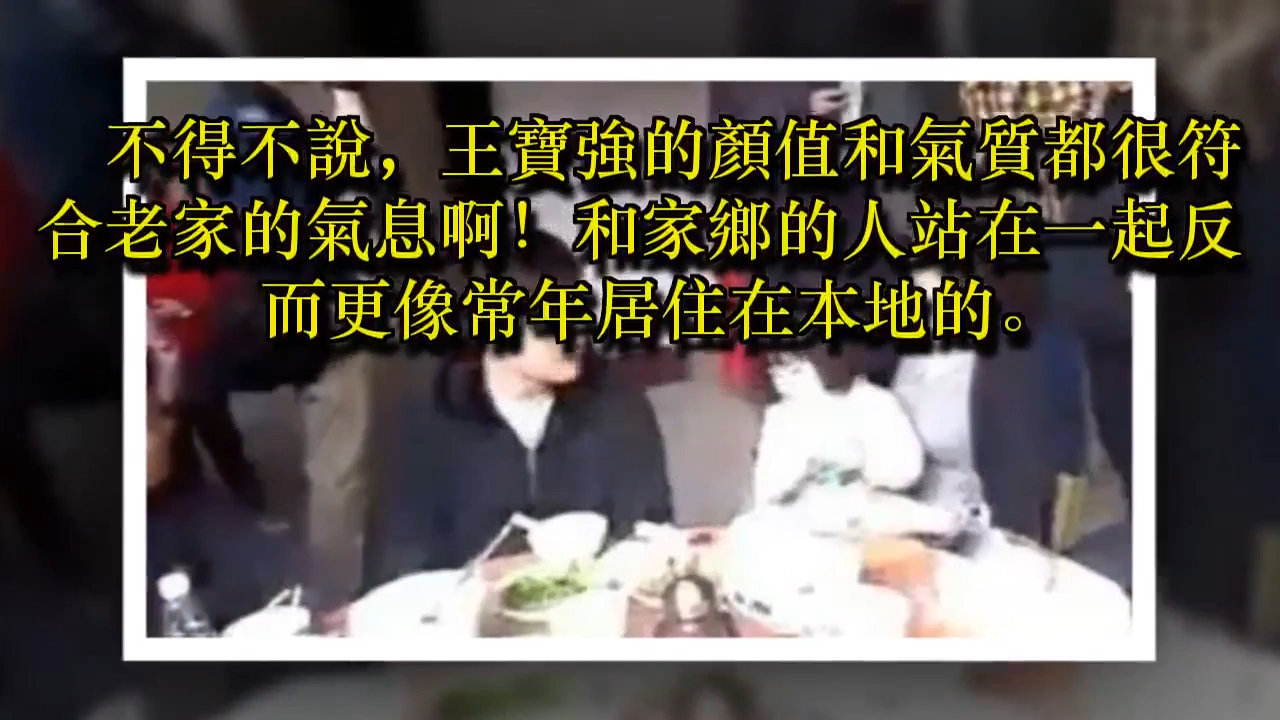 不得不說，王寶強的顏值和氣質都很符
合老家的氣息啊！和家鄉的人站在一起反
而更像常年居住在本地的。